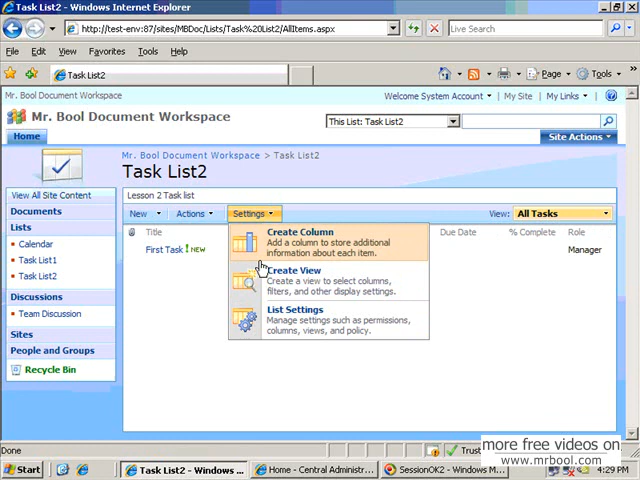 Task List2 - Windows Internet Explorer
http://test-env:87/sites/MBDoc/Lists/Task%20List2/AllItems.aspx
Live Search
File Edit View Favorites Tools Help
Task List2
Page Tools
Mr. Bool Document Workspace
Welcome System Account My Site My Links
Mr. Bool Document Workspace
This List: Task List2
Home
Site Actions
Mr. Bool Document Workspace > Task List2
Task List2
View All Site Content
Lesson 2 Task list
Documents
New Actions Settings
View: All Tasks
Lists
Title
Due Date % Complete Role
Calendar
First Task ! NEW
Manager
Task List1
Task List2
Discussions
Team Discussion
Sites
People and Groups
Recycle Bin
Create Column
Add a column to store additional
information about each item.
Create View
Create a view to select columns,
filters, and other display settings.
List Settings
Manage settings such as permissions,
columns, views, and policy.
Done
more free videos on
www.mrbool.com
Start
Task List2 - Windows ...
Home - Central Administr...
SessionOK2 - Windows M...
4:29 PM